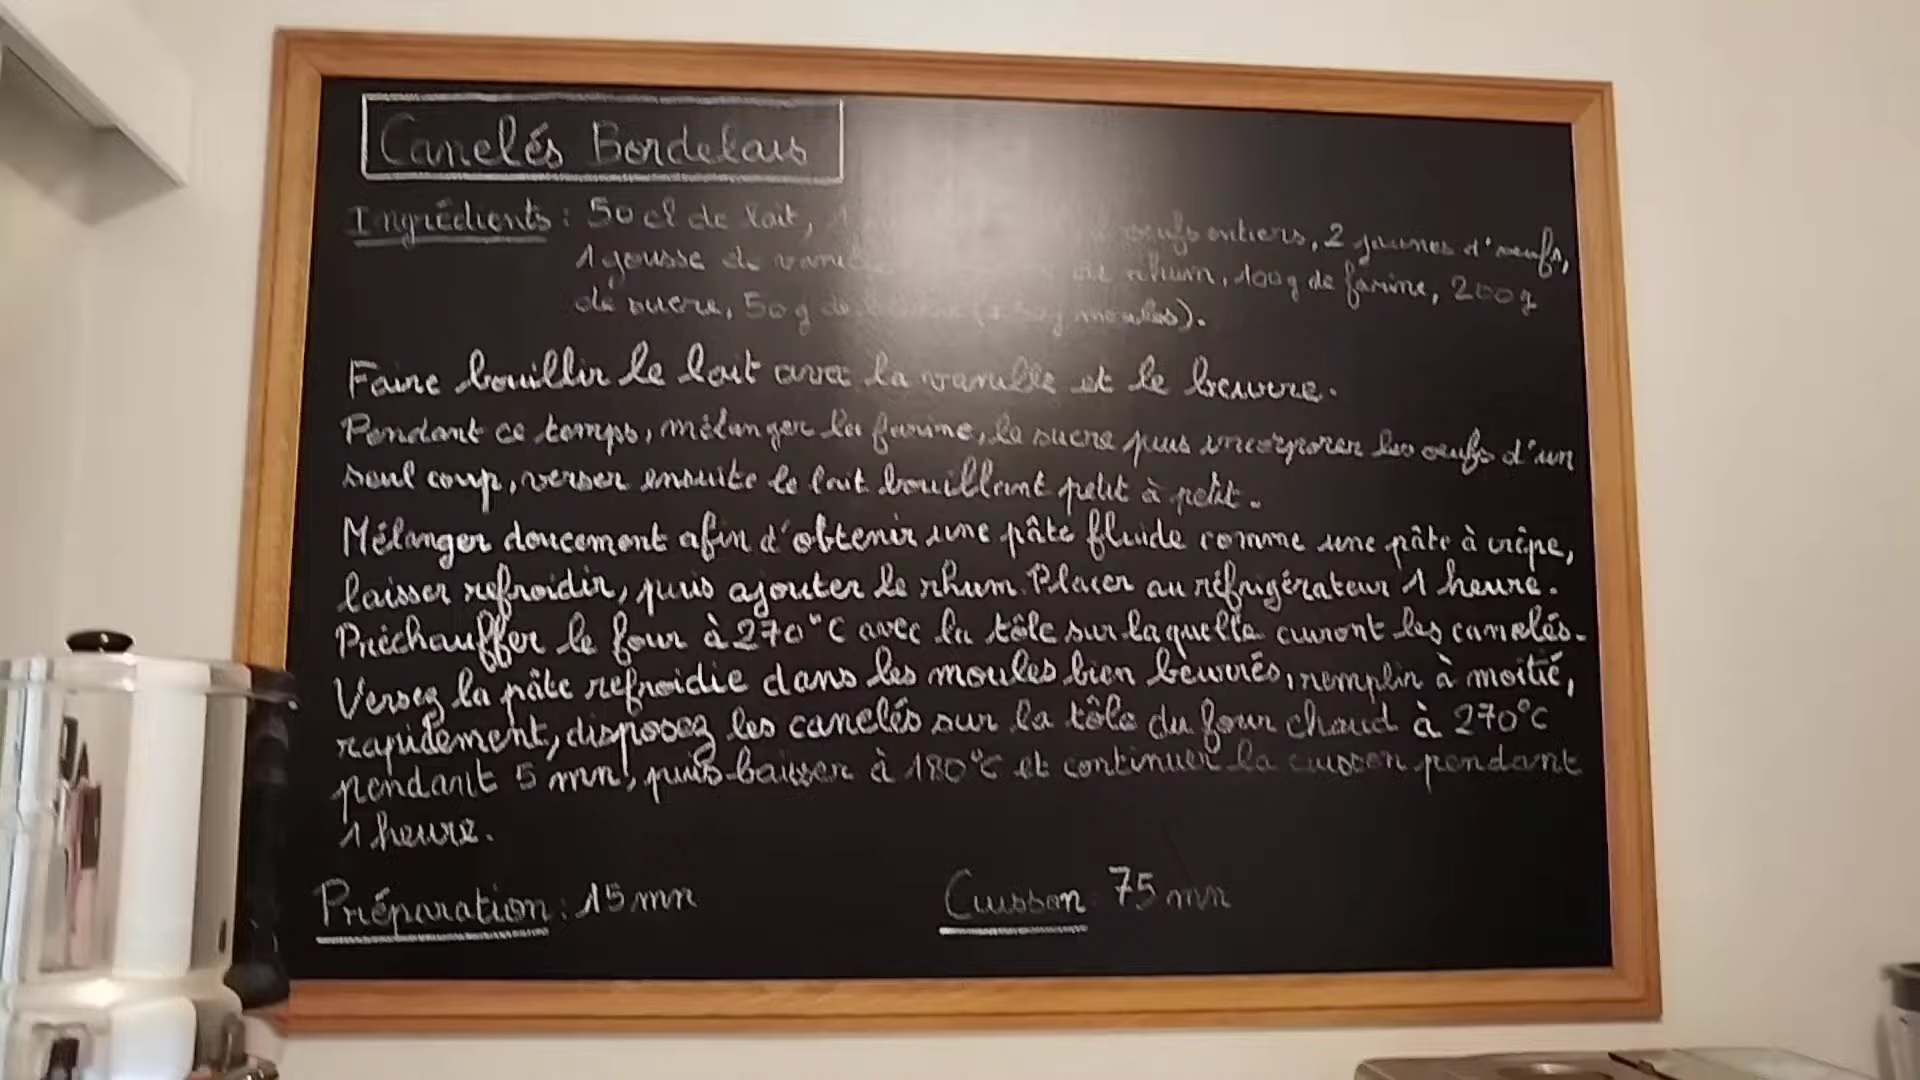 Canelés Bordelais
Ingrédients : 50 cl de lait, oeufs entiers, 2 jaunes d'oeufs,
1 gousse de rhum, 100g de farine, 200g
de sucre, 50g de moules).
Faire bouillir le lait avec la vanille et le beurre.
Pendant ce temps, mélanger la farine, le sucre puis incorporer les oeufs d'un
seul coup, verser ensuite le lait bouillant petit à petit.
Mélanger doucement afin d'obtenir une pâte fluide comme une pâte à crêpe,
laisser refroidir, puis ajouter le rhum. Placer au réfrigérateur 1 heure.
Préchauffer le four à 270°C avec la tôle sur laquelle cuiront les canelés.
Versez la pâte refroidie dans les moules bien beurrés, remplir à moitié,
rapidement, disposez les canelés sur la tôle du four chaud à 270°C
pendant 5 mn, puis baisser à 180°C et continuer la cuisson pendant
1 heure.
Préparation : 15 mn
Cuisson 75 mn